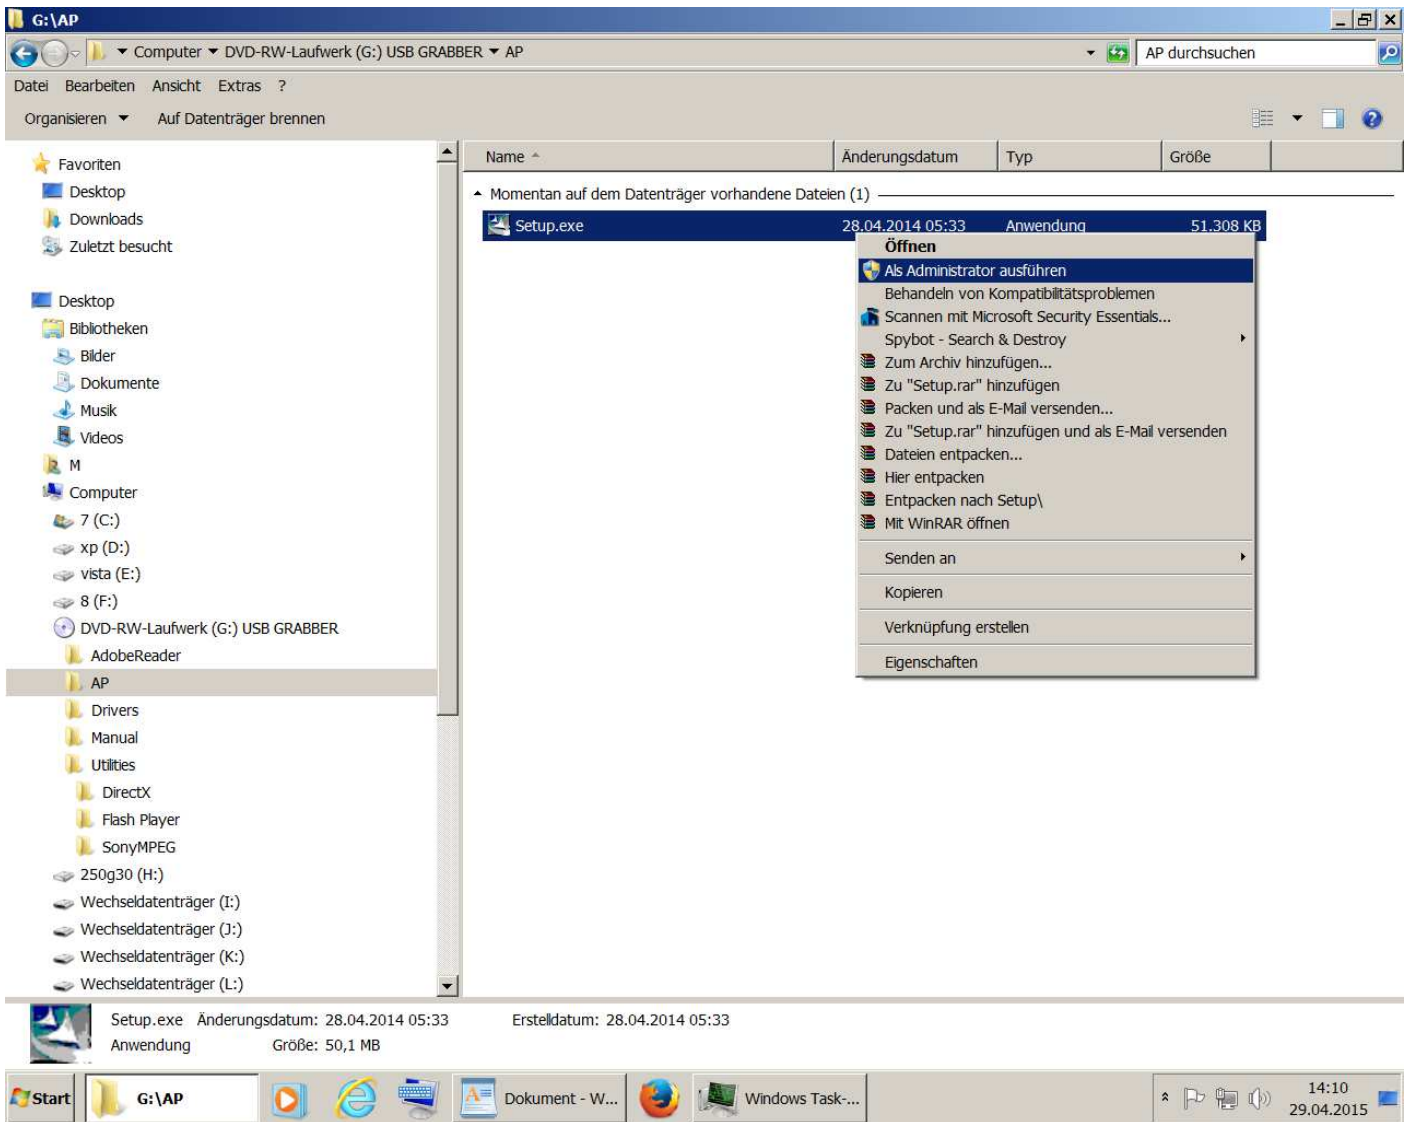 G:\AP
Computer DVD-RW-Laufwerk (G:) USB GRABBER AP
AP durchsuchen
Datei Bearbeiten Ansicht Extras ?
Organisieren Auf Datenträger brennen
Favoriten
Desktop
Downloads
Zuletzt besucht
Desktop
Bibliotheken
Bilder
Dokumente
Musik
Videos
M
Computer
7 (C:)
xp (D:)
vista (E:)
8 (F:)
DVD-RW-Laufwerk (G:) USB GRABBER
AdobeReader
AP
Drivers
Manual
Utilities
DirectX
Flash Player
SonyMPEG
250g30 (H:)
Wechseldatenträger (I:)
Wechseldatenträger (J:)
Wechseldatenträger (K:)
Wechseldatenträger (L:)
Name Änderungsdatum Typ Größe
Momentan auf dem Datenträger vorhandene Dateien (1)
Setup.exe 28.04.2014 05:33 Anwendung 51.308 KB
Öffnen
Als Administrator ausführen
Behandeln von Kompatibilitätsproblemen
Scannen mit Microsoft Security Essentials...
Spybot - Search & Destroy
Zum Archiv hinzufügen...
Zu "Setup.rar" hinzufügen
Packen und als E-Mail versenden...
Zu "Setup.rar" hinzufügen und als E-Mail versenden
Dateien entpacken...
Hier entpacken
Entpacken nach Setup\
Mit WinRAR öffnen
Senden an
Kopieren
Verknüpfung erstellen
Eigenschaften
Setup.exe Änderungsdatum: 28.04.2014 05:33 Erstelldatum: 28.04.2014 05:33
Anwendung Größe: 50,1 MB
Start G:\AP Dokument - W... Windows Task-... 14:10
29.04.2015